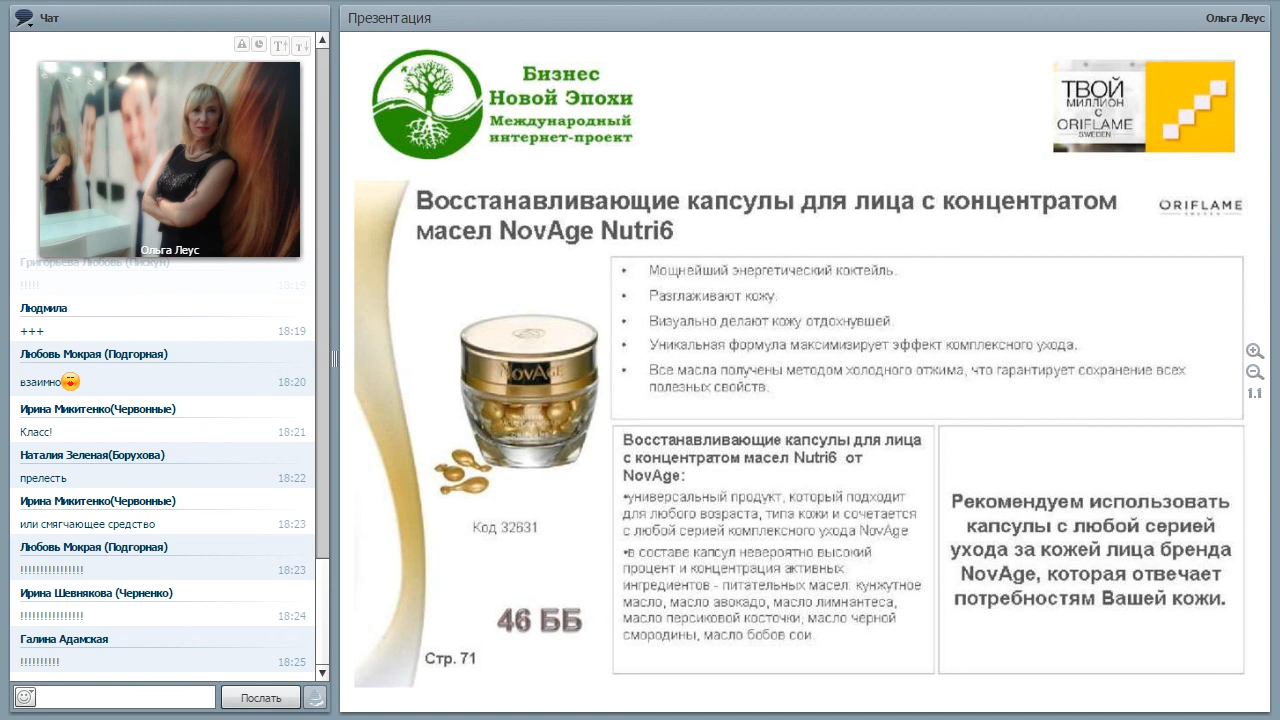 Чат
Ольга Леус
Григорьева Любовь (Пискун)
!!!!!
18:19
Людмила
+++
18:19
Любовь Мокрая (Подгорная)
взаимно
18:20
Ирина Микитенко(Червонные)
Класс!
18:21
Наталия Зеленая(Борухова)
прелесть
18:22
Ирина Микитенко(Червонные)
или смягчающее средство
18:23
Любовь Мокрая (Подгорная)
!!!!!!!!!!!!!!!!
18:23
Ирина Шевнякова (Черненко)
!!!!!!!!!!!!!!!!
18:24
Галина Адамская
!!!!!!!!!!
18:25
Послать
Презентация
Ольга Леус
Бизнес
Новой Эпохи
Международный
интернет-проект
ТВОЙ
МИЛЛИОН
С
ORIFLAME
SWEDEN
Восстанавливающие капсулы для лица с концентратом
масел NovAge Nutri6
ORIFLAME
SWEDEN
• Мощнейший энергетический коктейль.
• Разглаживают кожу.
• Визуально делают кожу отдохнувшей.
• Уникальная формула максимизирует эффект комплексного ухода.
• Все масла получены методом холодного отжима, что гарантирует сохранение всех
полезных свойств.
NOVAGE
Код 32631
46 ББ
Стр. 71
Восстанавливающие капсулы для лица
с концентратом масел Nutri6 от
NovAge:
•универсальный продукт, который подходит
для любого возраста, типа кожи и сочетается
с любой серией комплексного ухода NovAge
•в составе капсул невероятно высокий
процент и концентрация активных
ингредиентов - питательных масел: кунжутное
масло, масло авокадо, масло лимнантеса,
масло персиковой косточки, масло черной
смородины, масло бобов сои.
Рекомендуем использовать
капсулы с любой серией
ухода за кожей лица бренда
NovAge, которая отвечает
потребностям Вашей кожи.
1.1